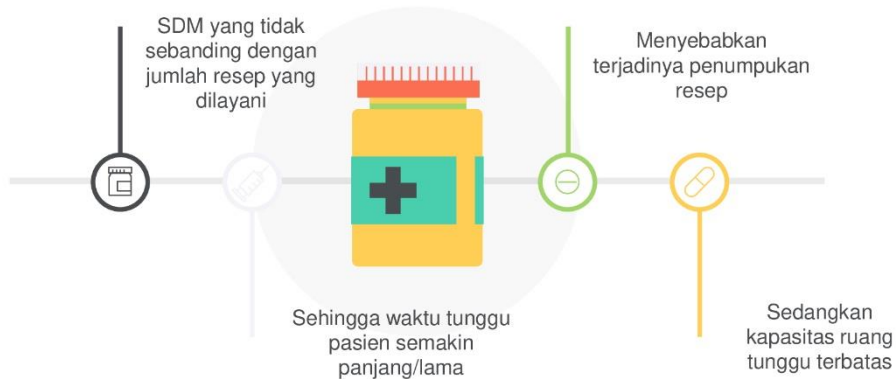 SDM yang tidak
sebanding dengan
jumlah resep yang
dilayani
Menyebabkan
terjadinya penumpukan
resep
Sehingga waktu tunggu
pasien semakin
panjang/lama
Sedangkan
kapasitas ruang
tunggu terbatas